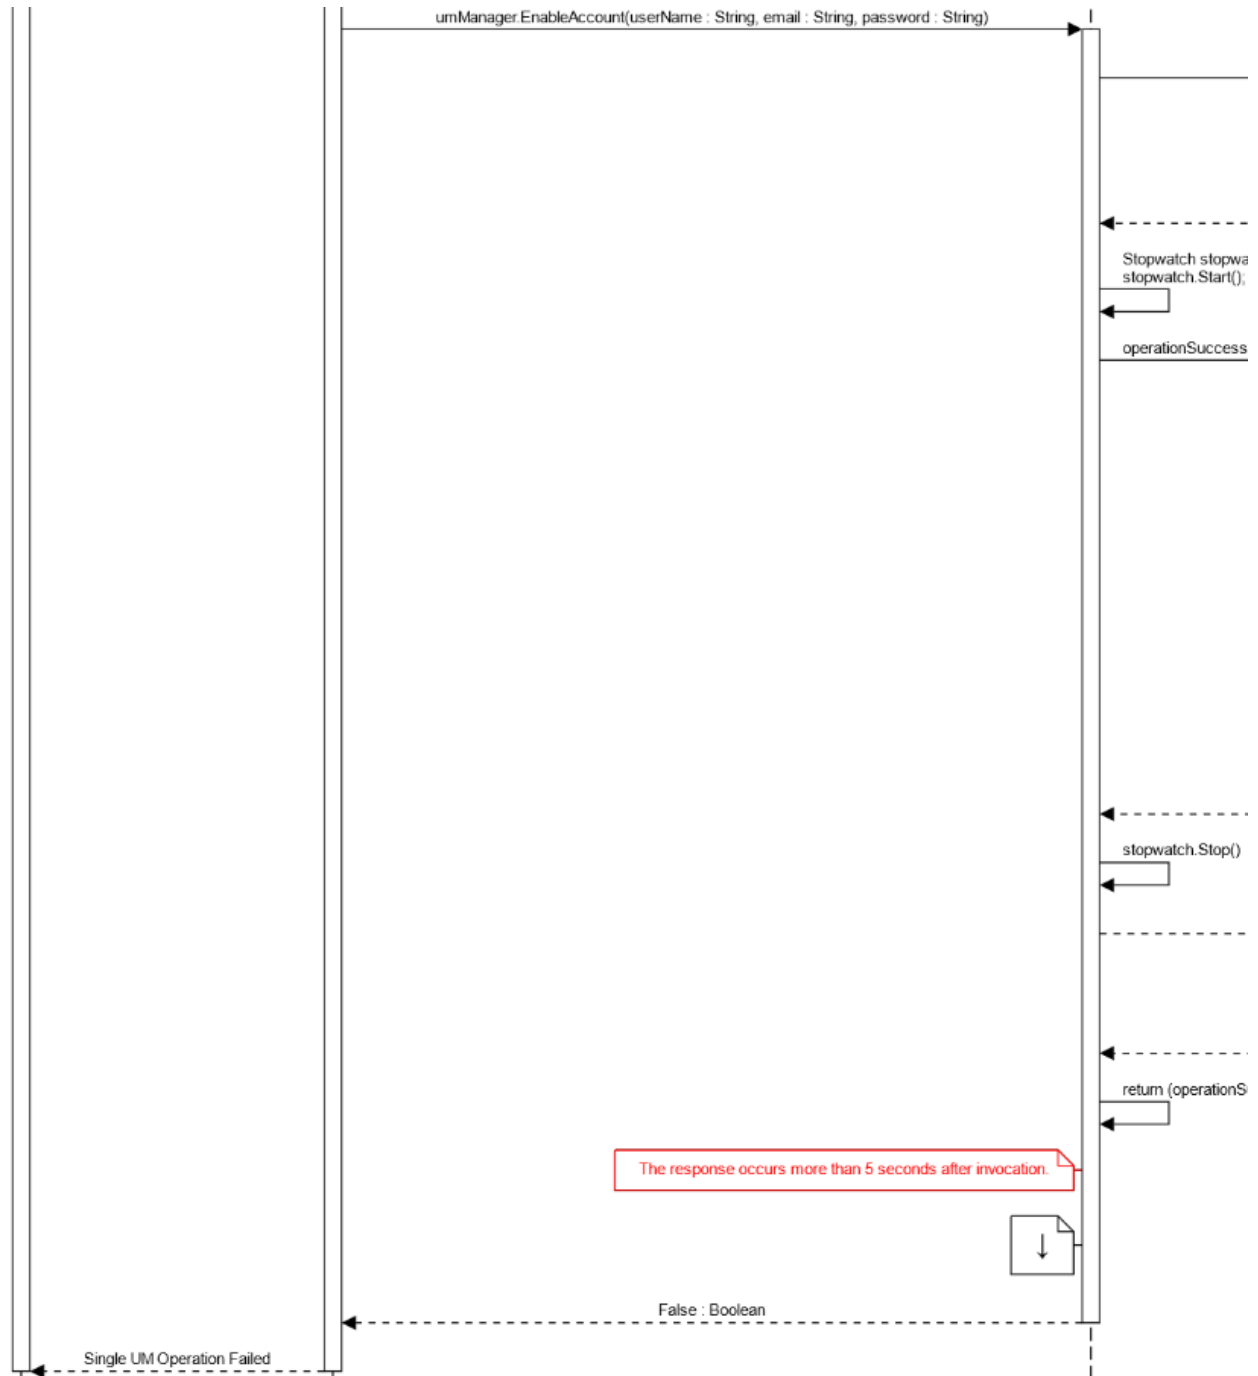 umManager.EnableAccount(userName : String, email : String, password : String)
Stopwatch stopwa
stopwatch.Start();
operationSuccess
stopwatch.Stop()
return (operationS
The response occurs more than 5 seconds after invocation.
↓
False : Boolean
Single UM Operation Failed